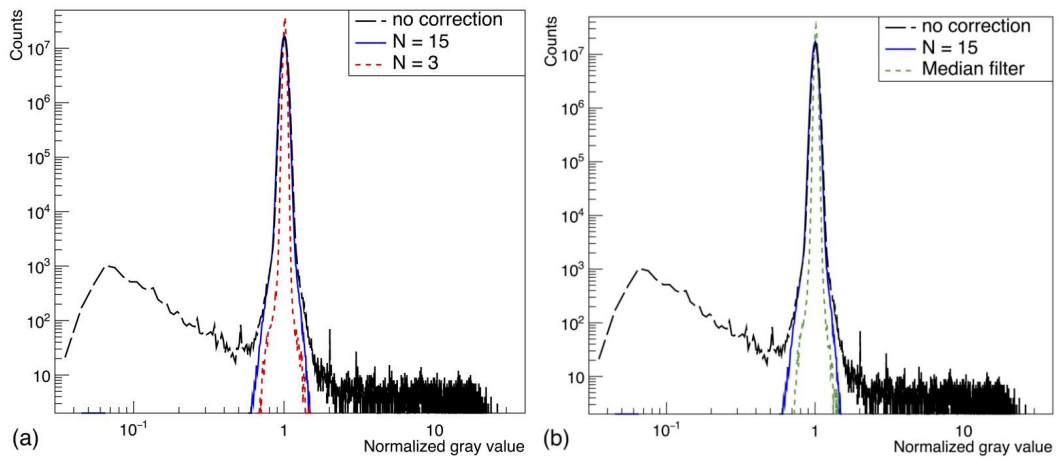 Counts
no correction
N = 15
N = 3
10⁷
10⁶
10⁵
10⁴
10³
10²
10
10⁻¹
1
10
Normalized gray value
(a)
Counts
no correction
N = 15
Median filter
10⁷
10⁶
10⁵
10⁴
10³
10²
10
10⁻¹
1
10
Normalized gray value
(b)